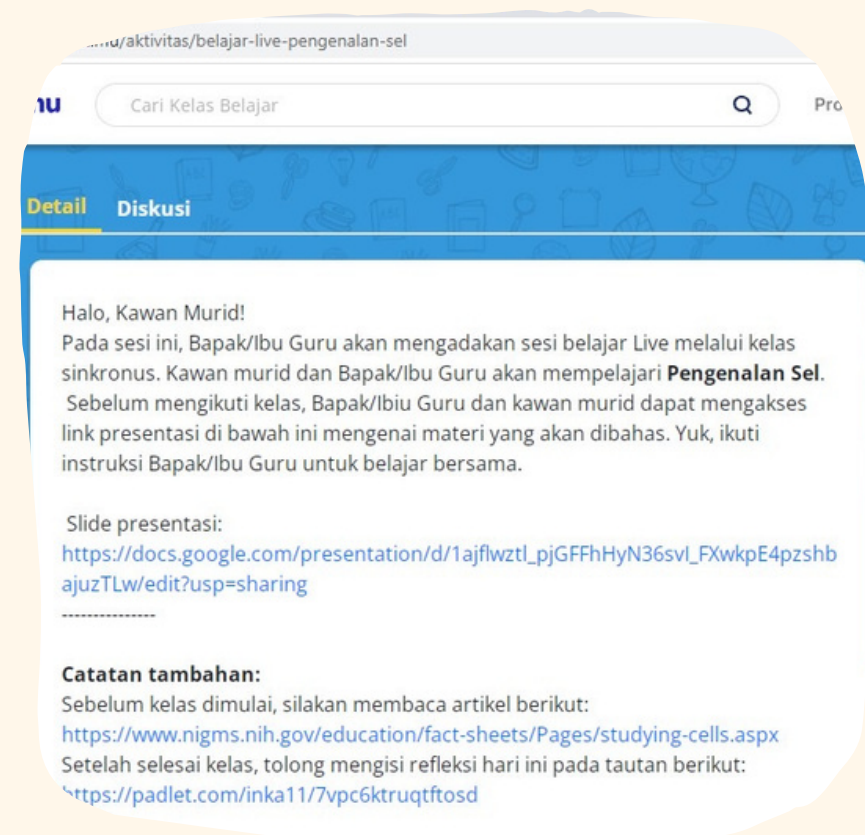 /aktivitas/belajar-live-pengenalan-sel
Cari Kelas Belajar
Detail Diskusi
Halo, Kawan Murid!
Pada sesi ini, Bapak/Ibu Guru akan mengadakan sesi belajar Live melalui kelas
sinkronus. Kawan murid dan Bapak/Ibu Guru akan mempelajari Pengenalan Sel.
Sebelum mengikuti kelas, Bapak/Ibiu Guru dan kawan murid dapat mengakses
link presentasi di bawah ini mengenai materi yang akan dibahas. Yuk, ikuti
instruksi Bapak/Ibu Guru untuk belajar bersama.
Slide presentasi:
https://docs.google.com/presentation/d/1ajflwztl_pjGFFhHyN36svl_FXwkpE4pzshb
ajuzTLw/edit?usp=sharing
---------------
Catatan tambahan:
Sebelum kelas dimulai, silakan membaca artikel berikut:
https://www.nigms.nih.gov/education/fact-sheets/Pages/studying-cells.aspx
Setelah selesai kelas, tolong mengisi refleksi hari ini pada tautan berikut:
https://padlet.com/inka11/7vpc6ktruqtftosd